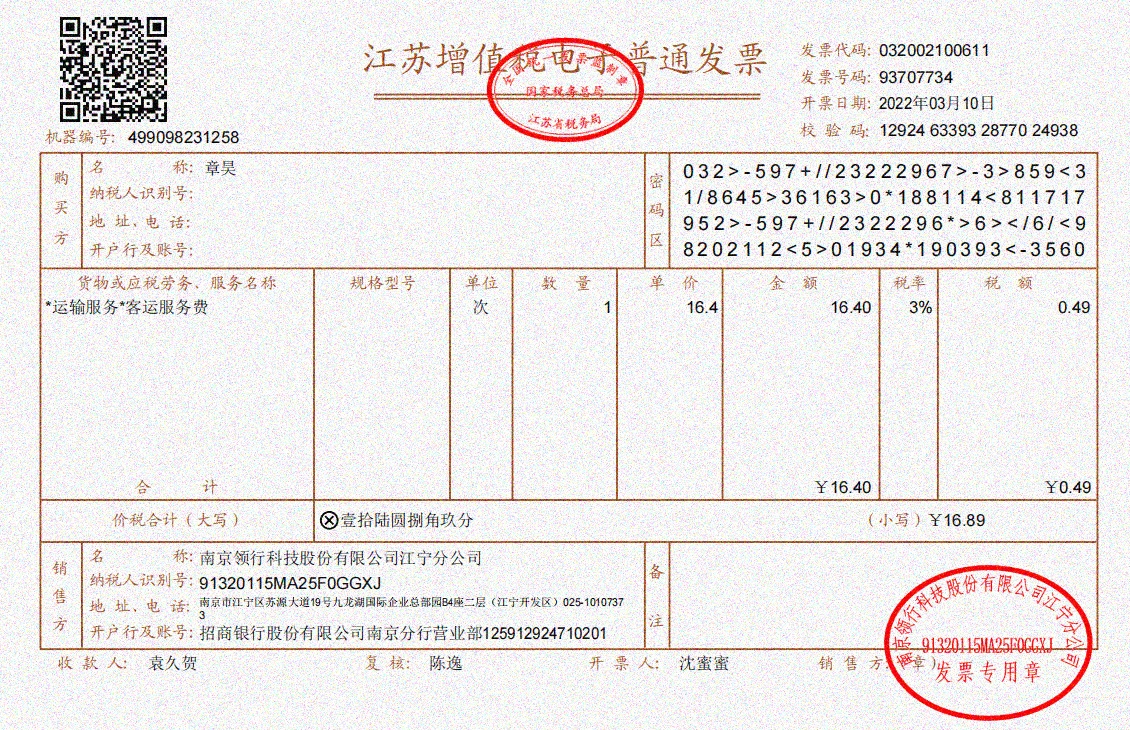 江苏增值税电子普通发票
全国统一发票监制章
国家税务总局
江苏省税务局
发票代码: 032002100611
发票号码: 93707734
开票日期: 2022年03月10日
校 验 码: 12924 63393 28770 24938
机器编号: 499098231258
购买方
名 称: 章昊
纳税人识别号:
地 址、电 话:
开户行及账号:
密码区
032>-597+//23222967>-3>859<3
1/8645>36163>0*188114<811717
952>-597+//2322296*>6></6/<9
8202112<5>01934*190393<-3560
货物或应税劳务、服务名称 规格型号 单位 数 量 单 价 金 额 税率 税 额
*运输服务*客运服务费 次 1 16.4 16.40 3% 0.49
合 计 ￥16.40 ￥0.49
价税合计（大写） ⊗壹拾陆圆捌角玖分 （小写）￥16.89
销售方
名 称: 南京领行科技股份有限公司江宁分公司
纳税人识别号: 91320115MA25F0GGXJ
地 址、电 话: 南京市江宁区苏源大道19号九龙湖国际企业总部园B4座二层（江宁开发区）025-1010737
3
开户行及账号: 招商银行股份有限公司南京分行营业部125912924710201
备注
收 款 人: 袁久贺 复 核: 陈逸 开 票 人: 沈蜜蜜 销 售 方:（章）
南京领行科技股份有限公司江宁分公司
91320115MA25F0GGXJ
发票专用章